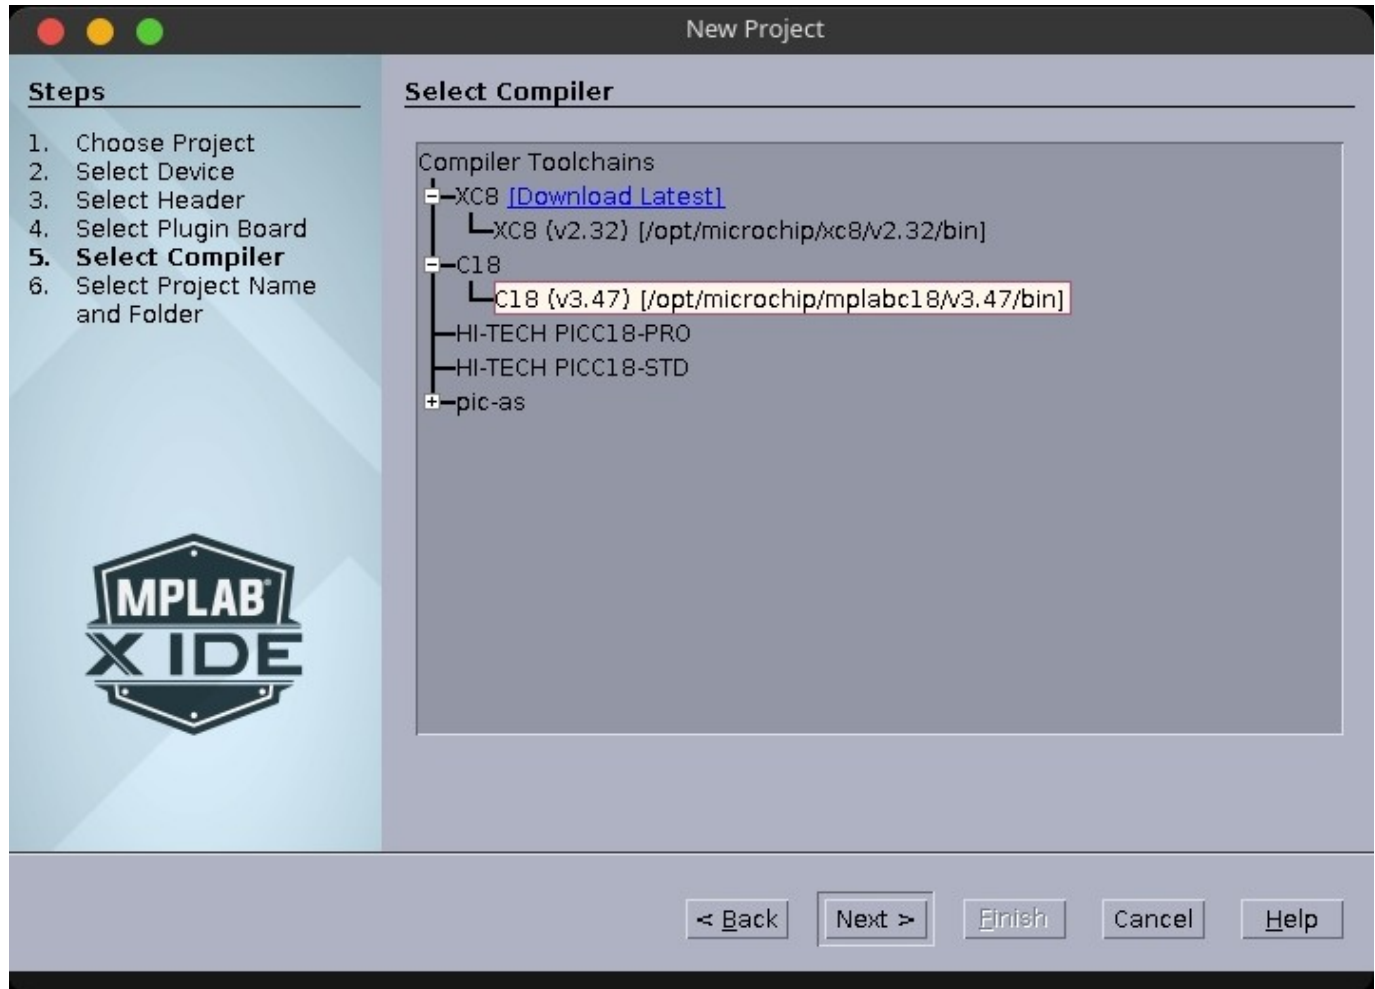 New Project
Steps
1. Choose Project
2. Select Device
3. Select Header
4. Select Plugin Board
5. Select Compiler
6. Select Project Name
and Folder
MPLAB®
X IDE
Select Compiler
Compiler Toolchains
XC8 [Download Latest]
XC8 (v2.32) [/opt/microchip/xc8/v2.32/bin]
C18
C18 (v3.47) [/opt/microchip/mplabc18/v3.47/bin]
HI-TECH PICC18-PRO
HI-TECH PICC18-STD
pic-as
< Back Next > Finish Cancel Help